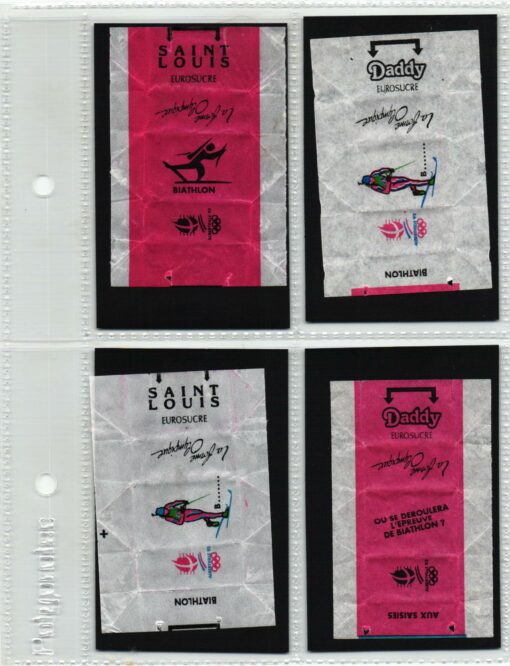 SAINT
LOUIS
EUROSUCRE
La forme Olympique
BIATHLON
Daddy
EUROSUCRE
La forme Olympique
B
BIATHLON
SAINT
LOUIS
EUROSUCRE
La forme Olympique
B
BIATHLON
Daddy
EUROSUCRE
La forme Olympique
OU SE DEROULERA
L'EPREUVE
DE BIATHLON ?
AUX SAISIES